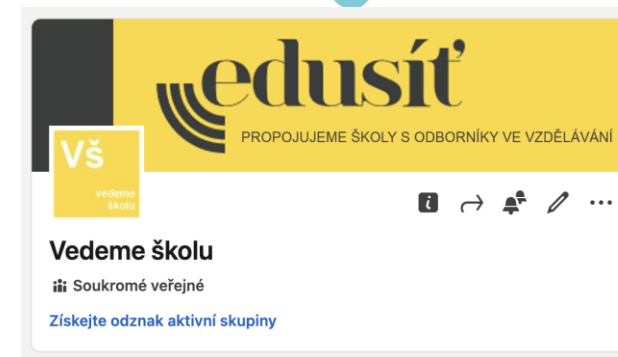 edusíť
PROPOJUJEME ŠKOLY S ODBORNÍKY VE VZDĚLÁVÁNÍ
Vš
vedeme
školu
Vedeme školu
Soukromé veřejné
Získejte odznak aktivní skupiny